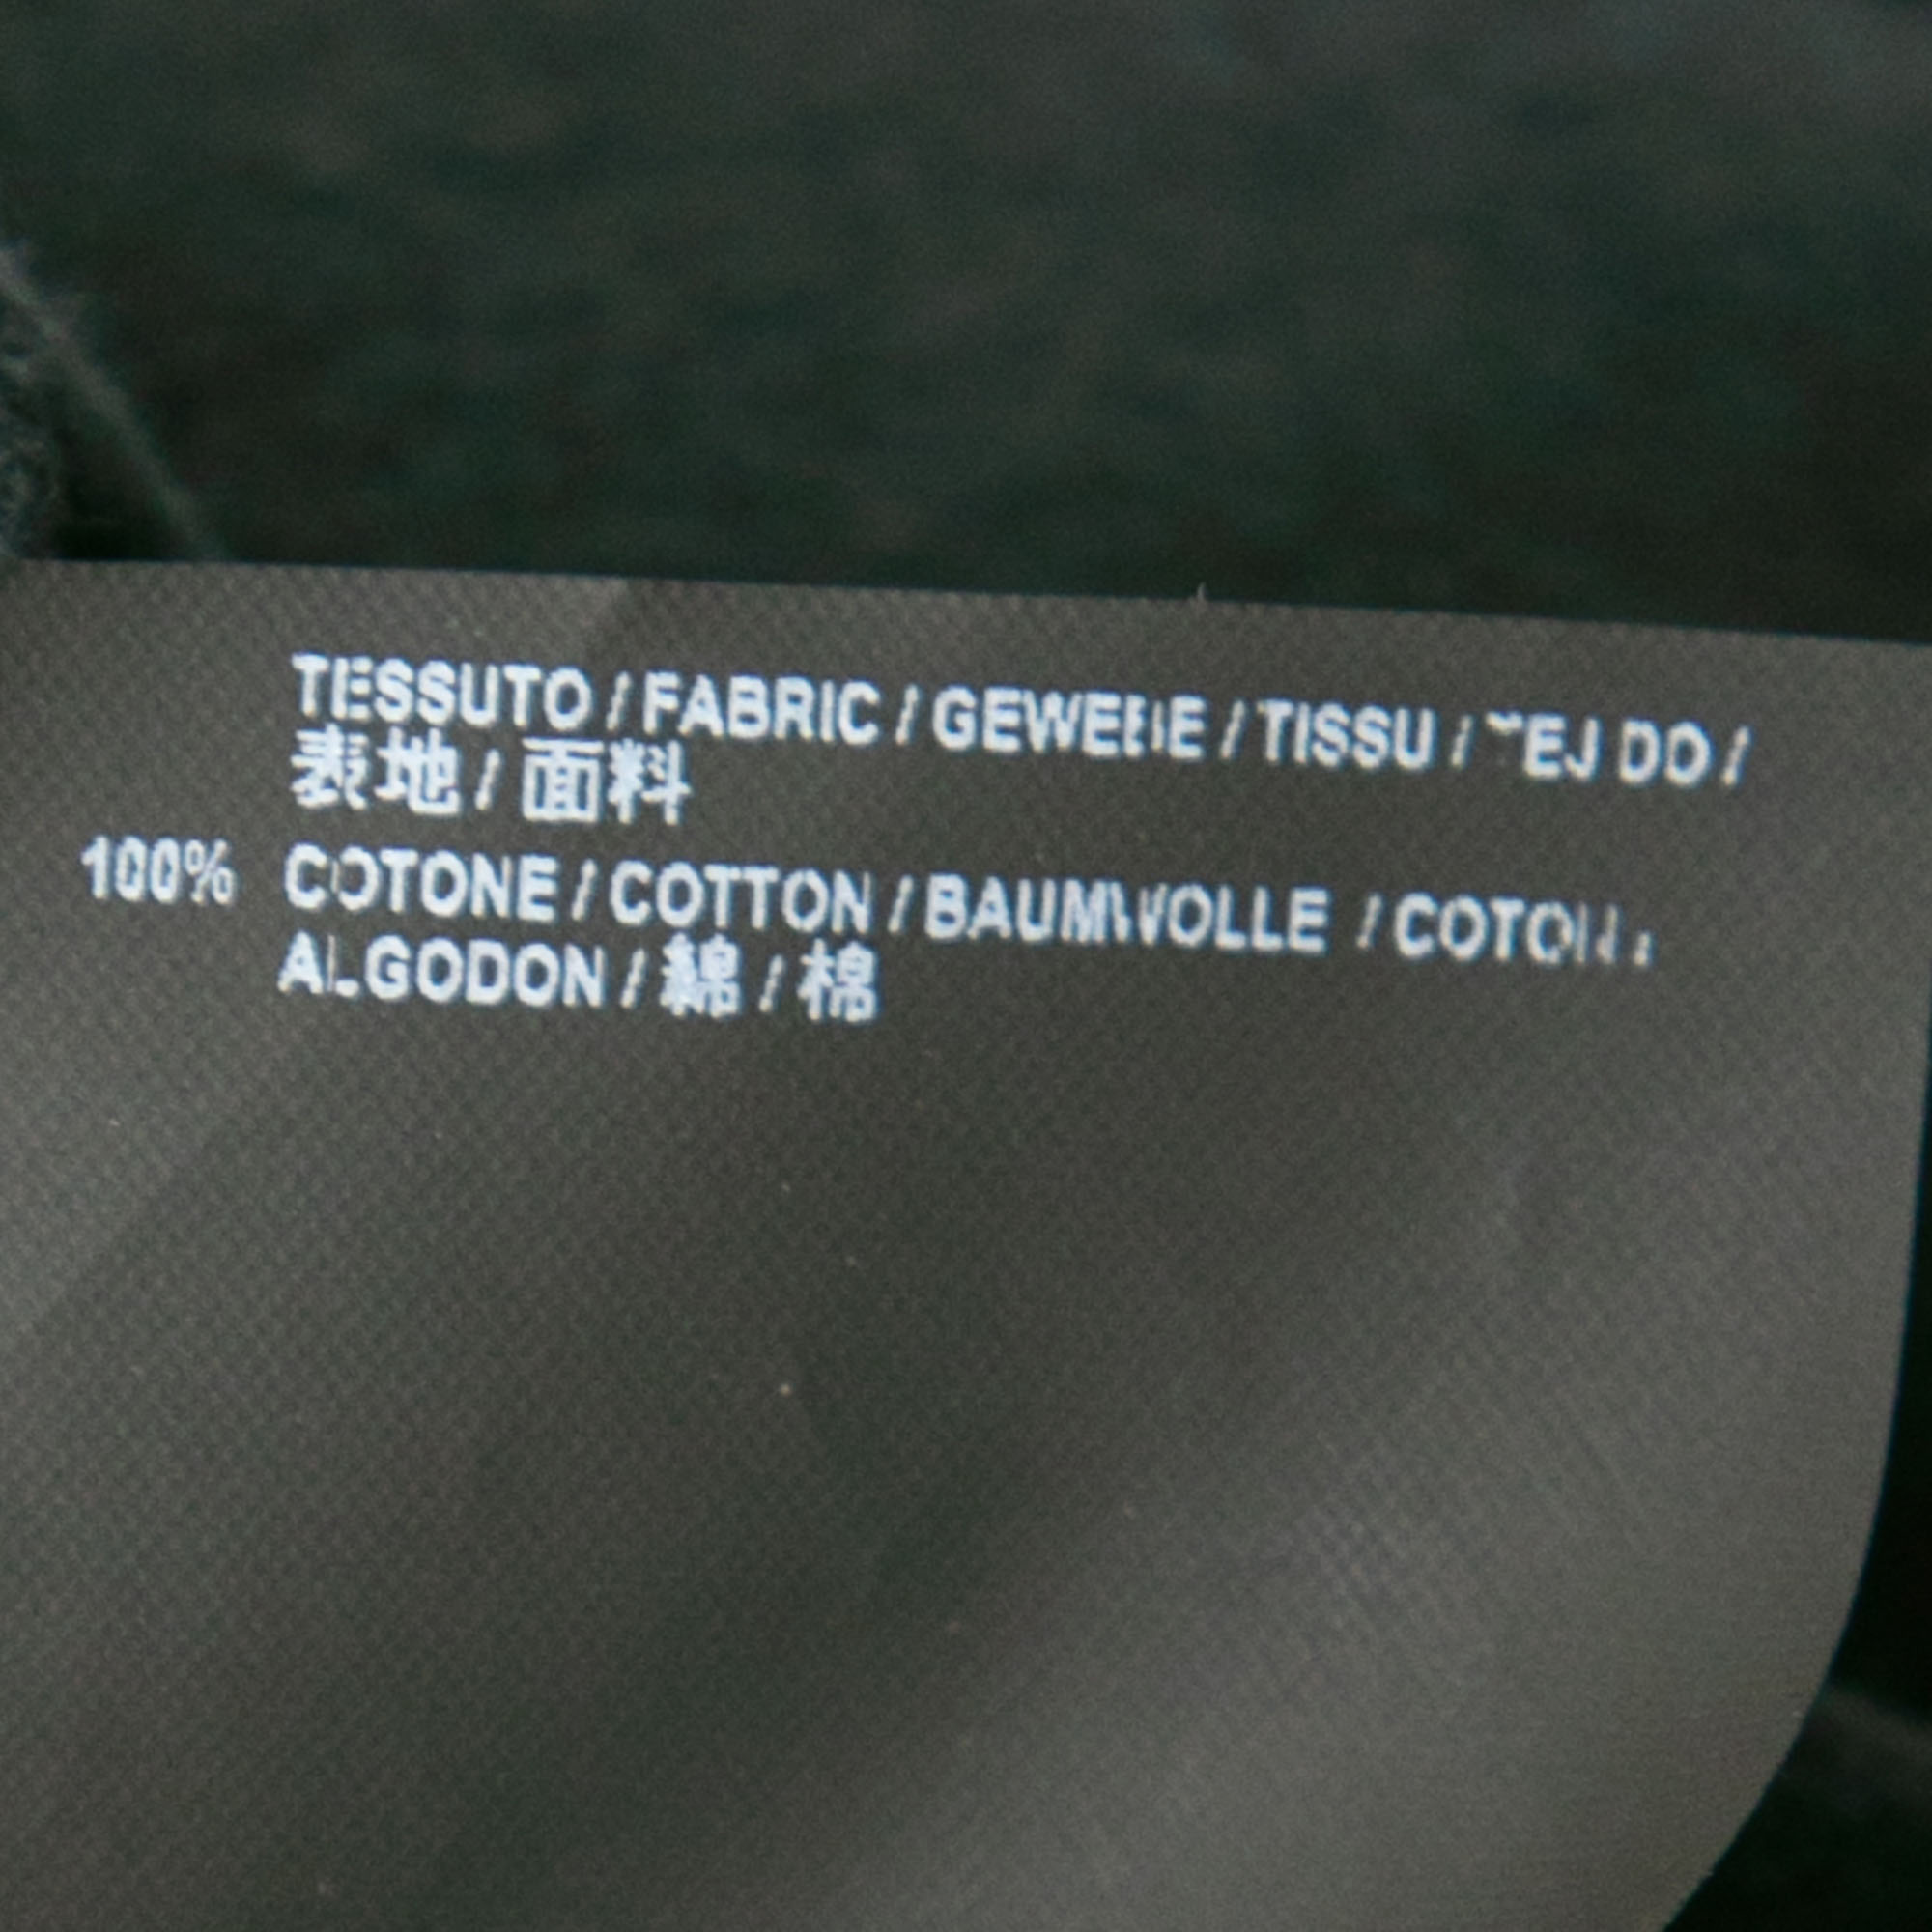 TESSUTO / FABRIC / GEWEBE / TISSU / TEJIDO /
表地 / 面料
100% COTONE / COTTON / BAUMWOLLE / COTON /
ALGODON / 綿 / 棉